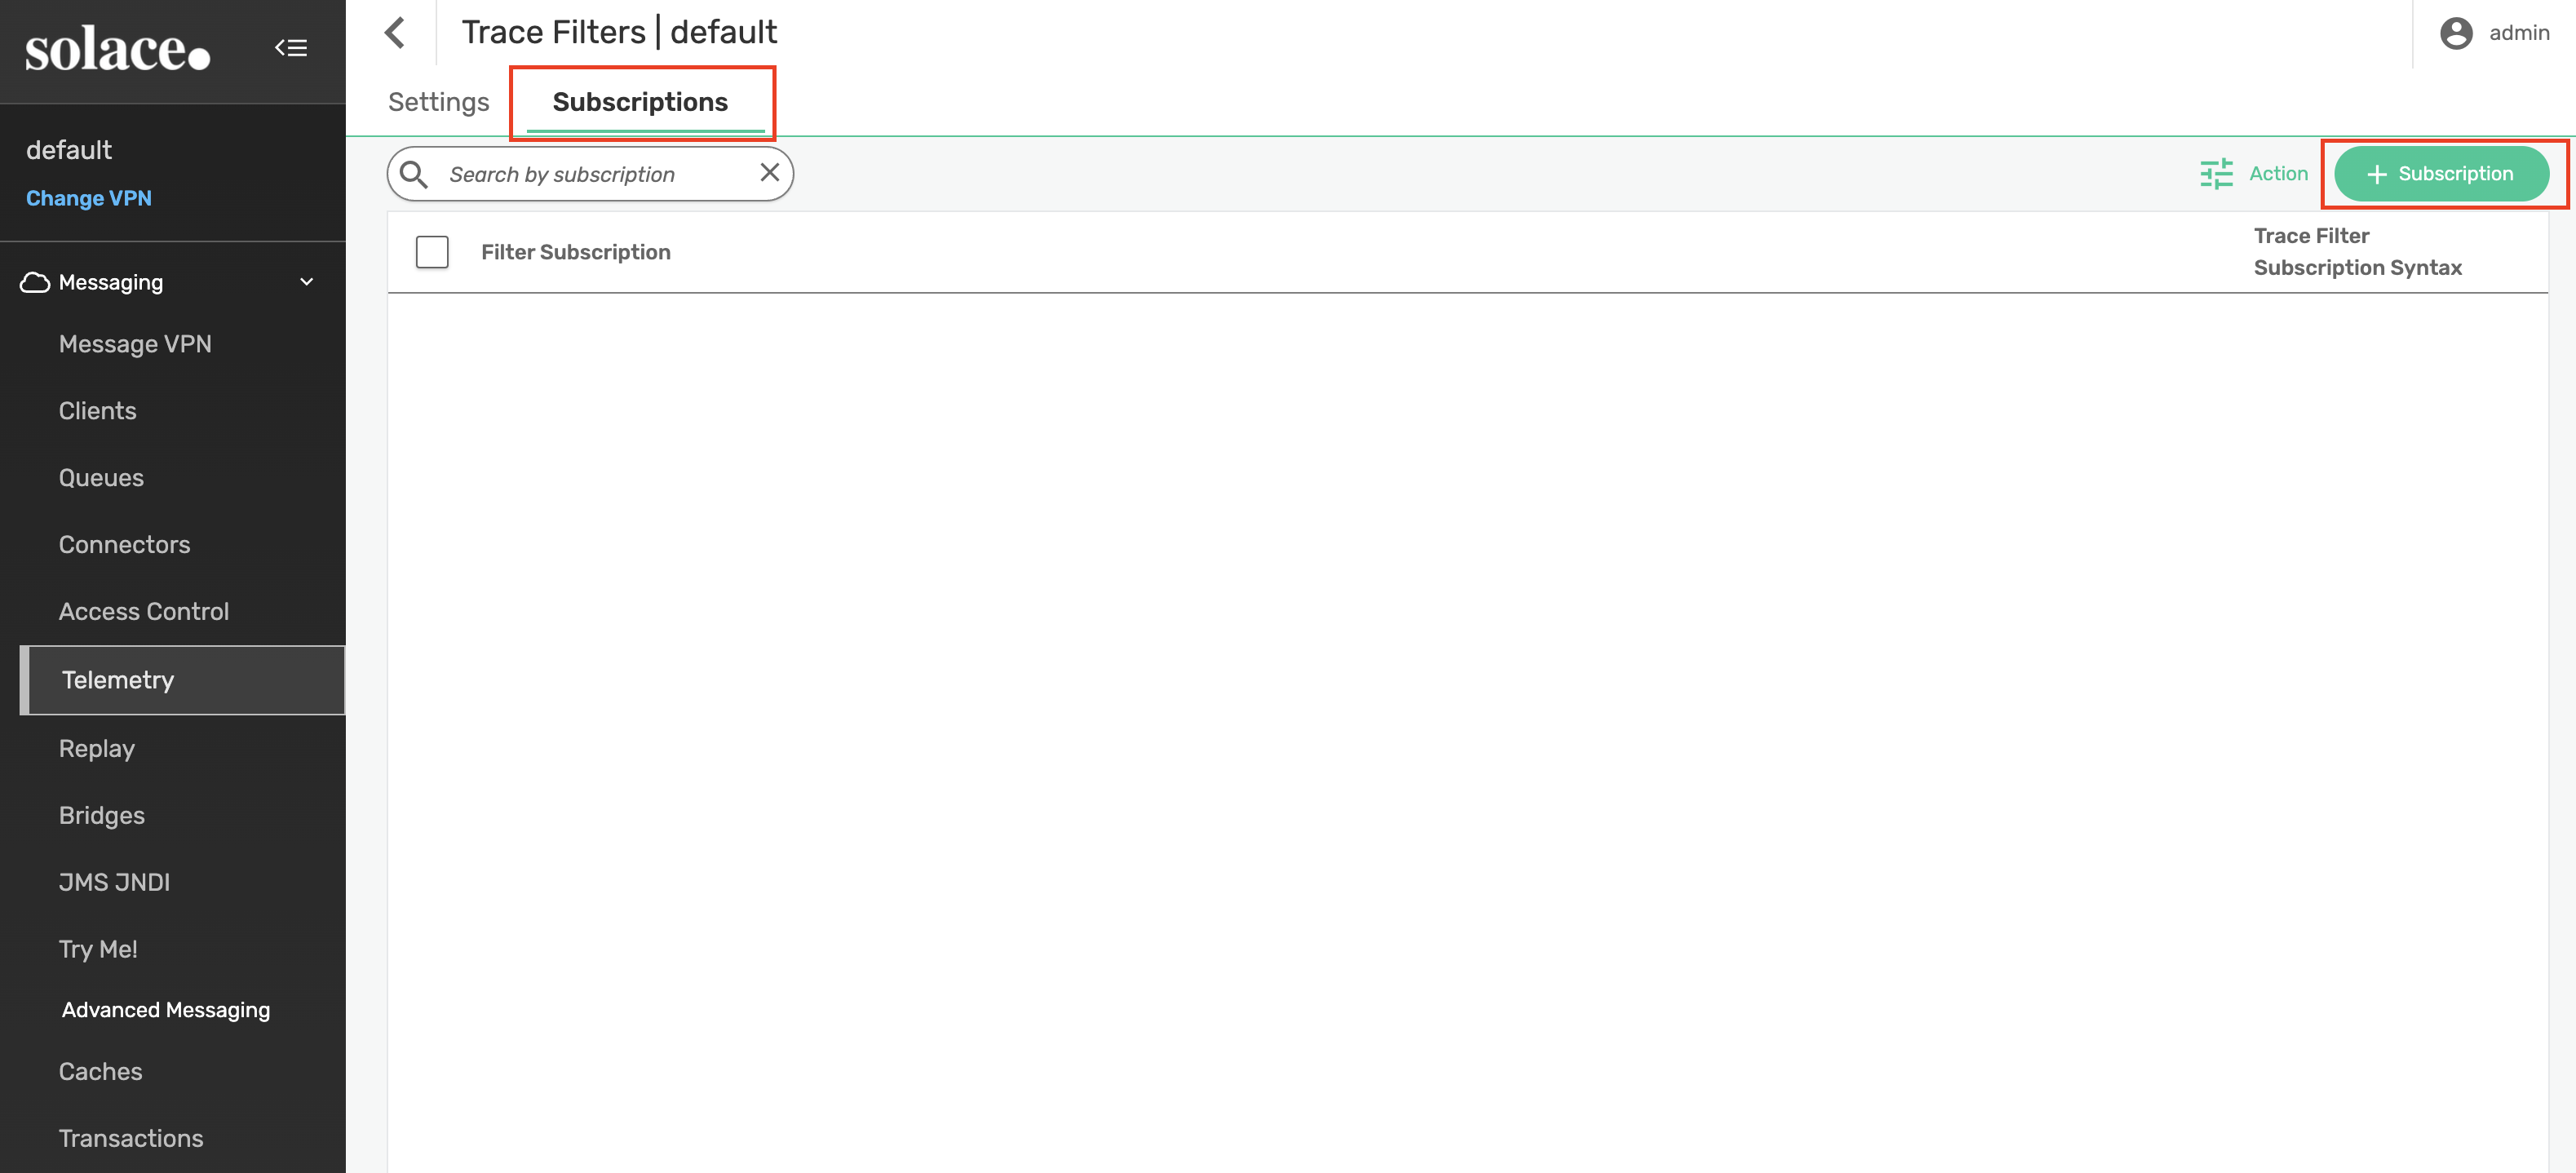 solace.
Trace Filters | default
admin
Settings
Subscriptions
default
Change VPN
Search by subscription
Action
+ Subscription
Filter Subscription
Trace Filter
Subscription Syntax
Messaging
Message VPN
Clients
Queues
Connectors
Access Control
Telemetry
Replay
Bridges
JMS JNDI
Try Me!
Advanced Messaging
Caches
Transactions